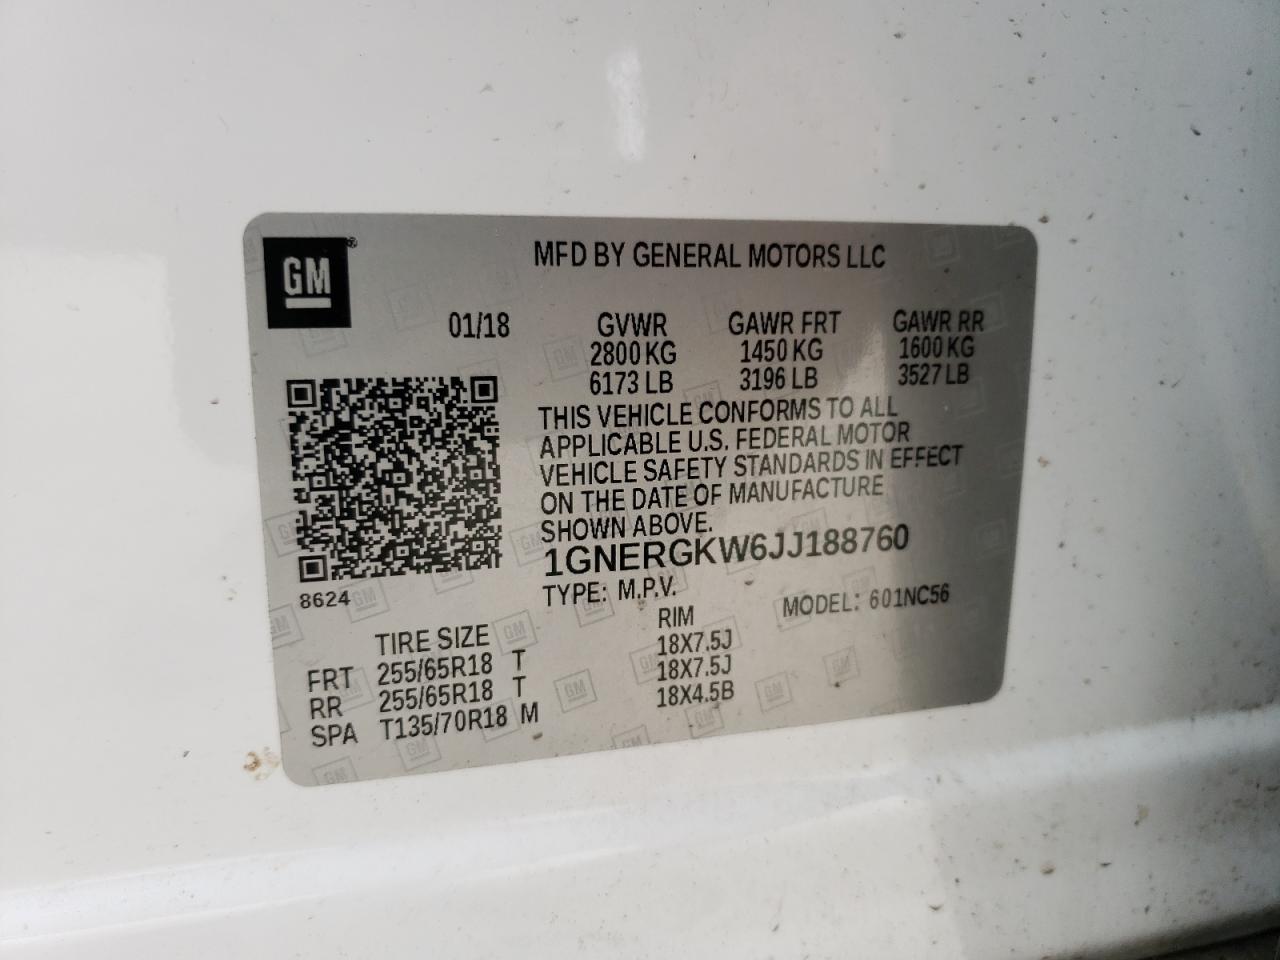 GM®
MFD BY GENERAL MOTORS LLC
01/18 GVWR GAWR FRT GAWR RR
2800 KG 1450 KG 1600 KG
6173 LB 3196 LB 3527 LB
THIS VEHICLE CONFORMS TO ALL
APPLICABLE U.S. FEDERAL MOTOR
VEHICLE SAFETY STANDARDS IN EFFECT
ON THE DATE OF MANUFACTURE
SHOWN ABOVE.
1GNERGKW6JJ188760
8624
TYPE: M.P.V. MODEL: 601NC56
TIRE SIZE RIM
FRT 255/65R18 T 18X7.5J
RR 255/65R18 T 18X7.5J
SPA T135/70R18 M 18X4.5B